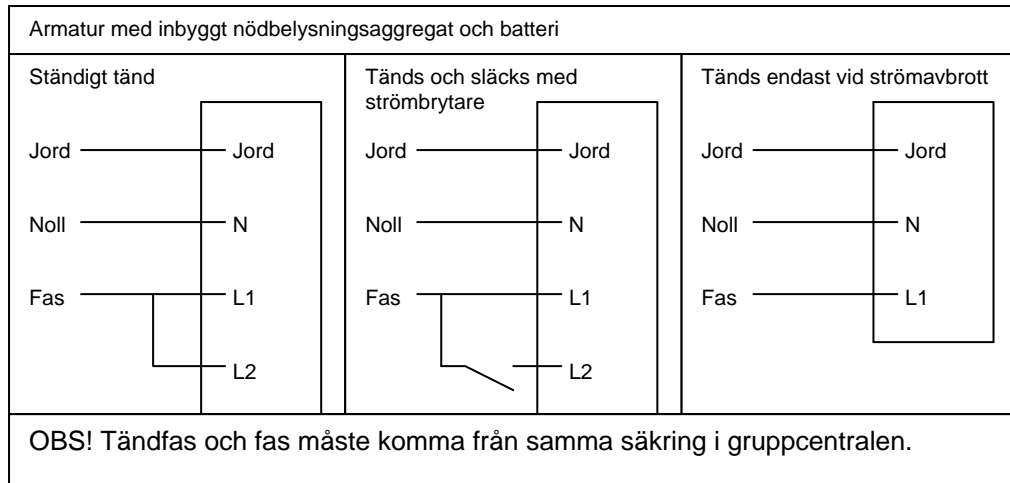 Armatur med inbyggt nödbelysningsaggregat och batteri
Ständigt tänd
Jord
Jord
Noll
N
Fas
L1
L2
Tänds och släcks med
strömbrytare
Jord
Jord
Noll
N
Fas
L1
L2
Tänds endast vid strömavbrott
Jord
Jord
Noll
N
Fas
L1
OBS! Tändfas och fas måste komma från samma säkring i gruppcentralen.